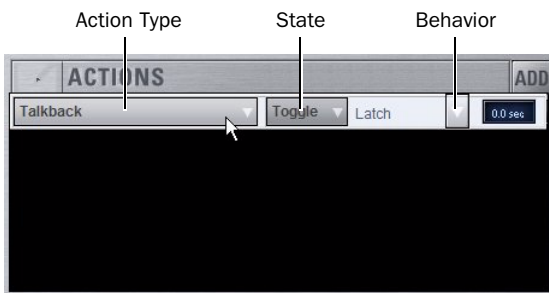 Action Type State Behavior
ACTIONS ADD
Talkback Toggle Latch 0.0 sec